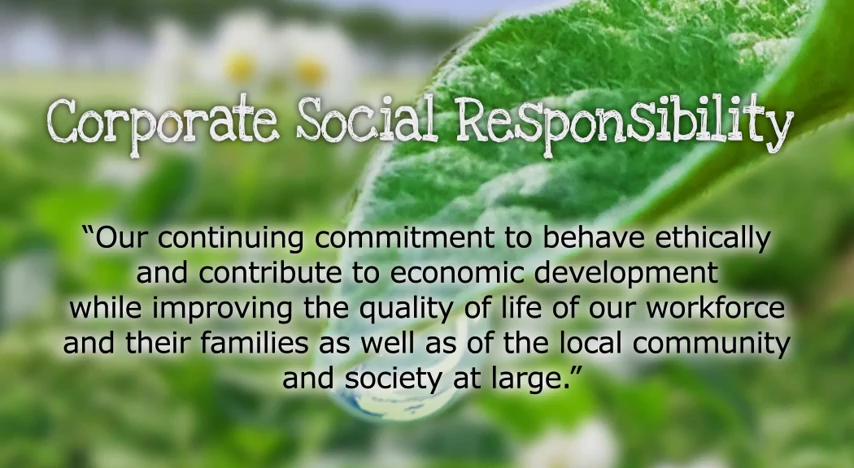 Corporate Social Responsibility
“Our continuing commitment to behave ethically
and contribute to economic development
while improving the quality of life of our workforce
and their families as well as of the local community
and society at large.”